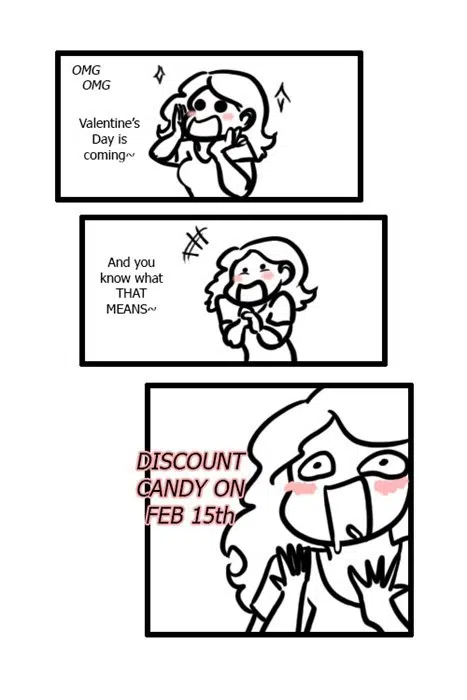 OMG
OMG
Valentine's
Day is
coming~
And you
know what
THAT
MEANS~
DISCOUNT
CANDY ON
FEB 15th